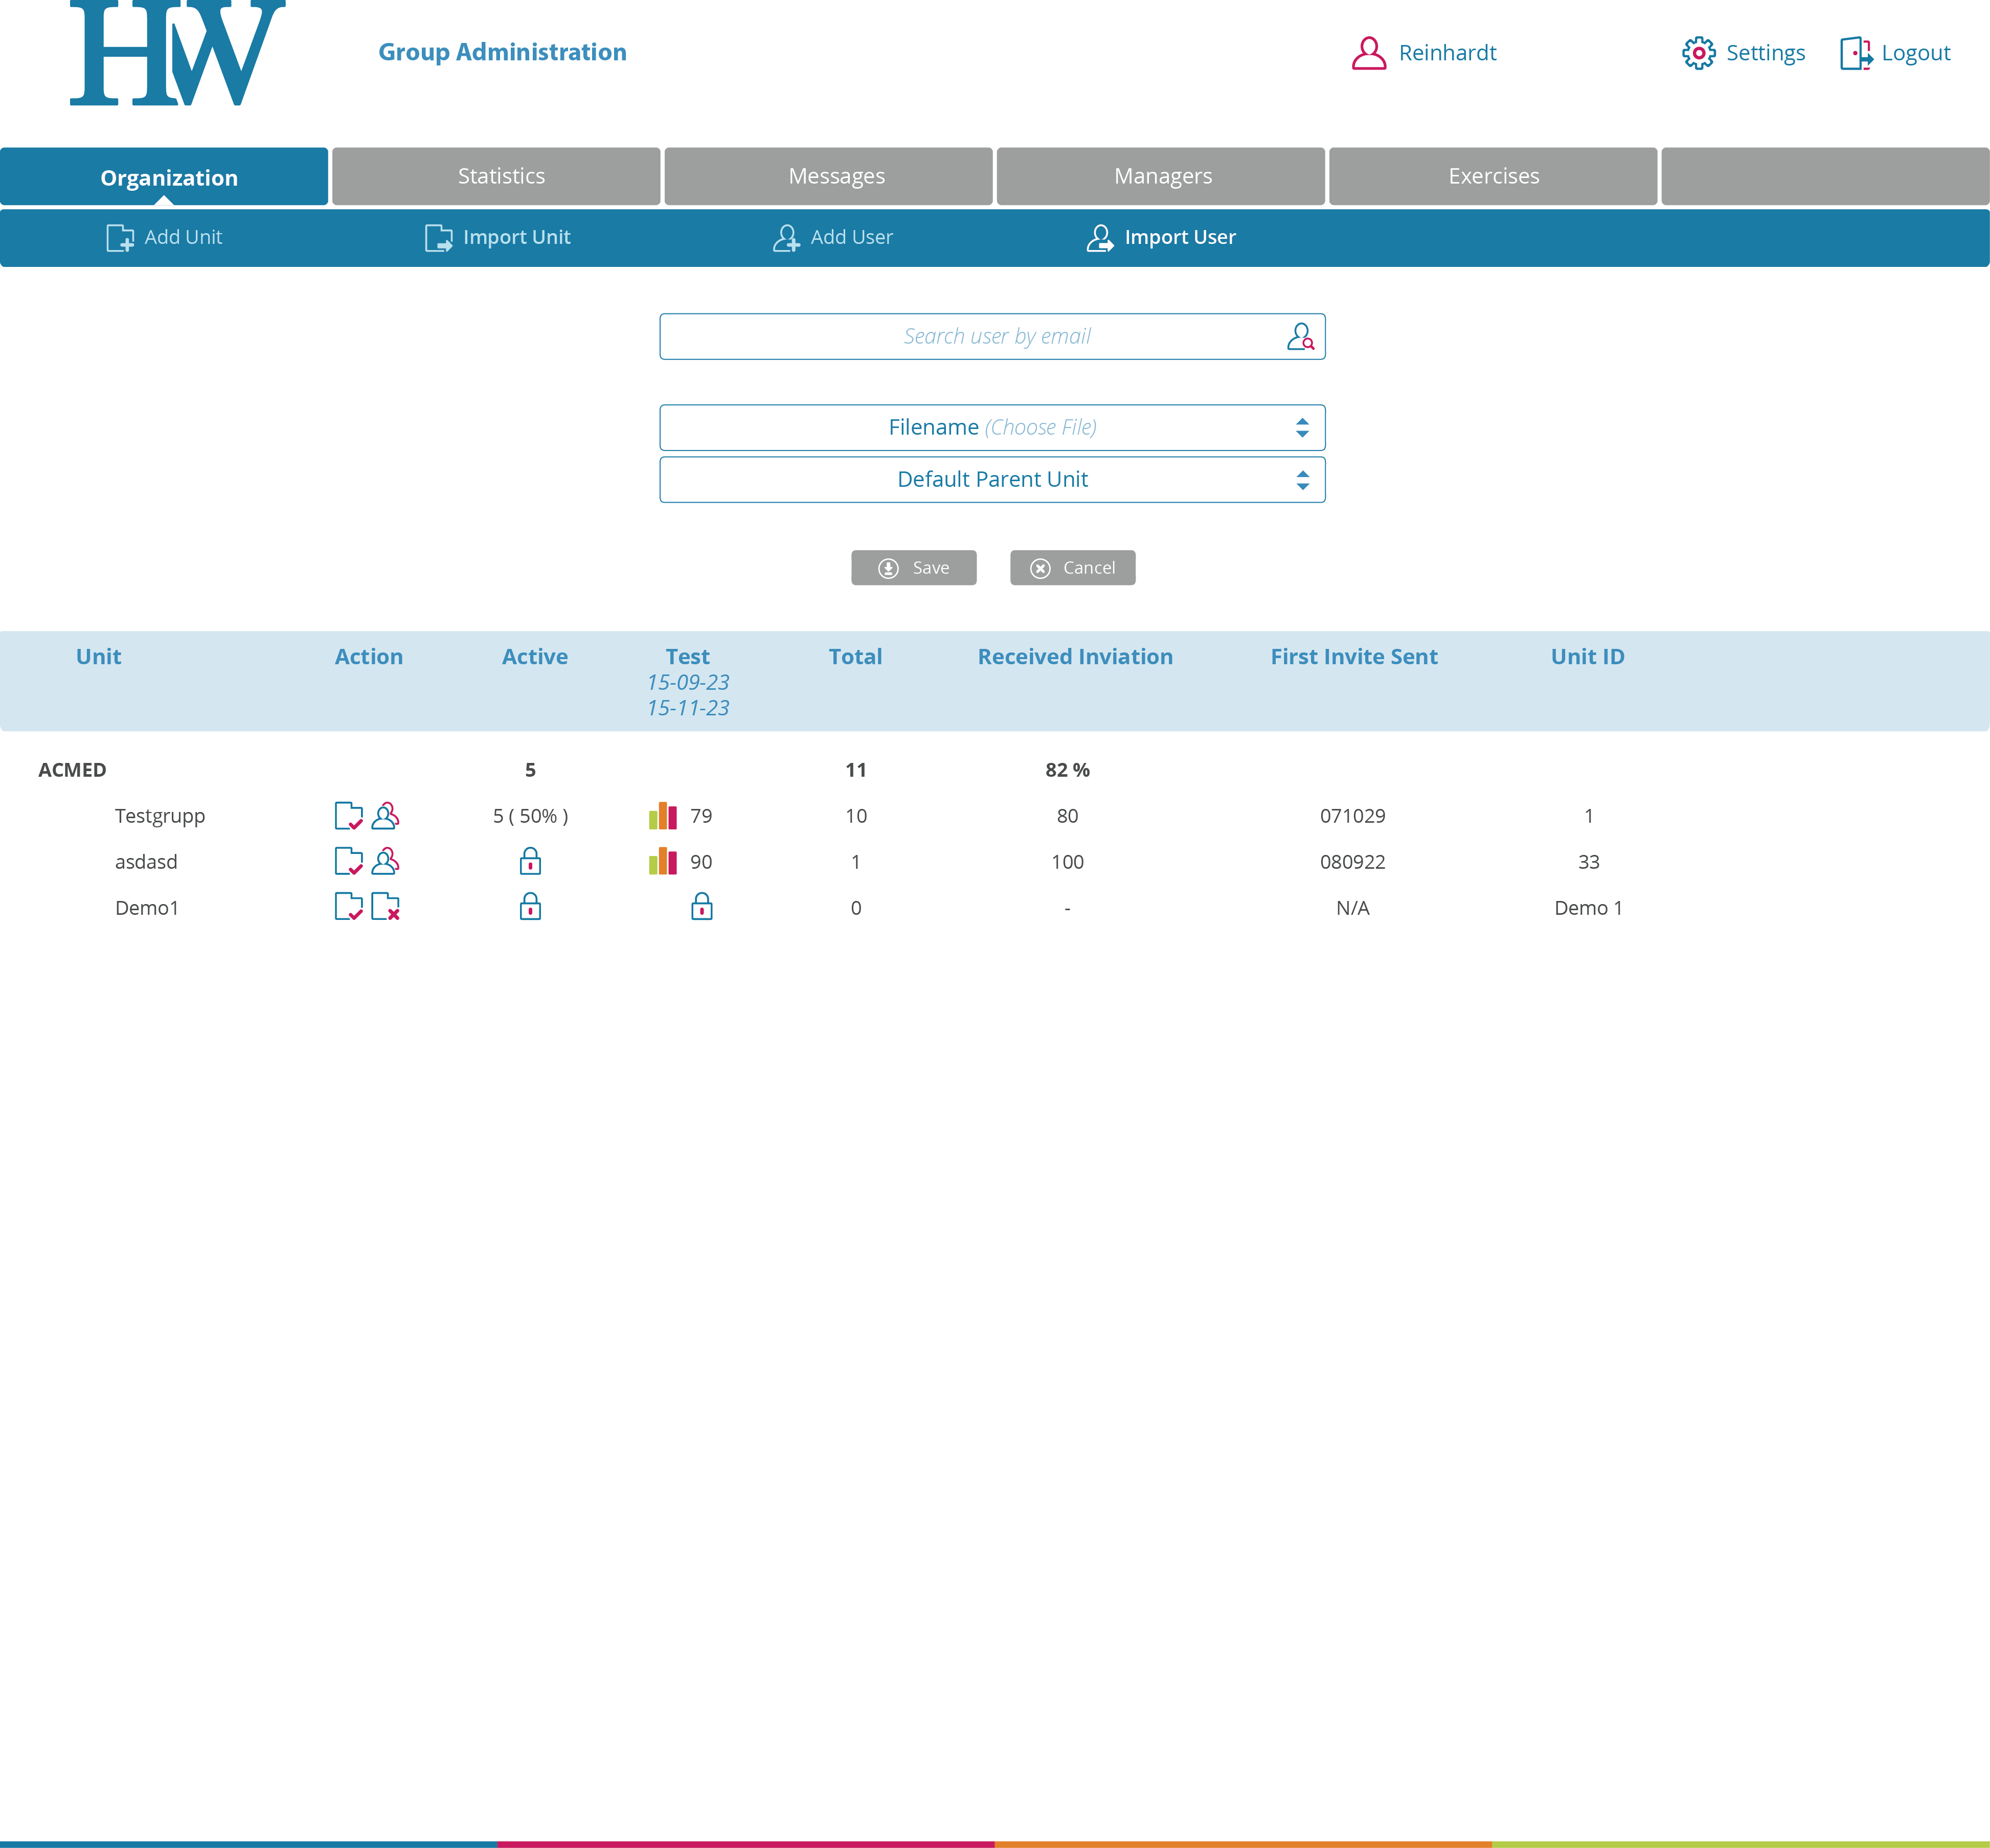 HW
Group Administration
Reinhardt
Settings
Logout
Organization
Statistics
Messages
Managers
Exercises
Add Unit
Import Unit
Add User
Import User
Search user by email
Filename (Choose File)
Default Parent Unit
Save
Cancel
Unit Action Active Test Total Received Inviation First Invite Sent Unit ID
15-09-23
15-11-23
ACMED 5 11 82 %
Testgrupp 5 ( 50% ) 79 10 80 071029 1
asdasd 90 1 100 080922 33
Demo1 0 - N/A Demo 1